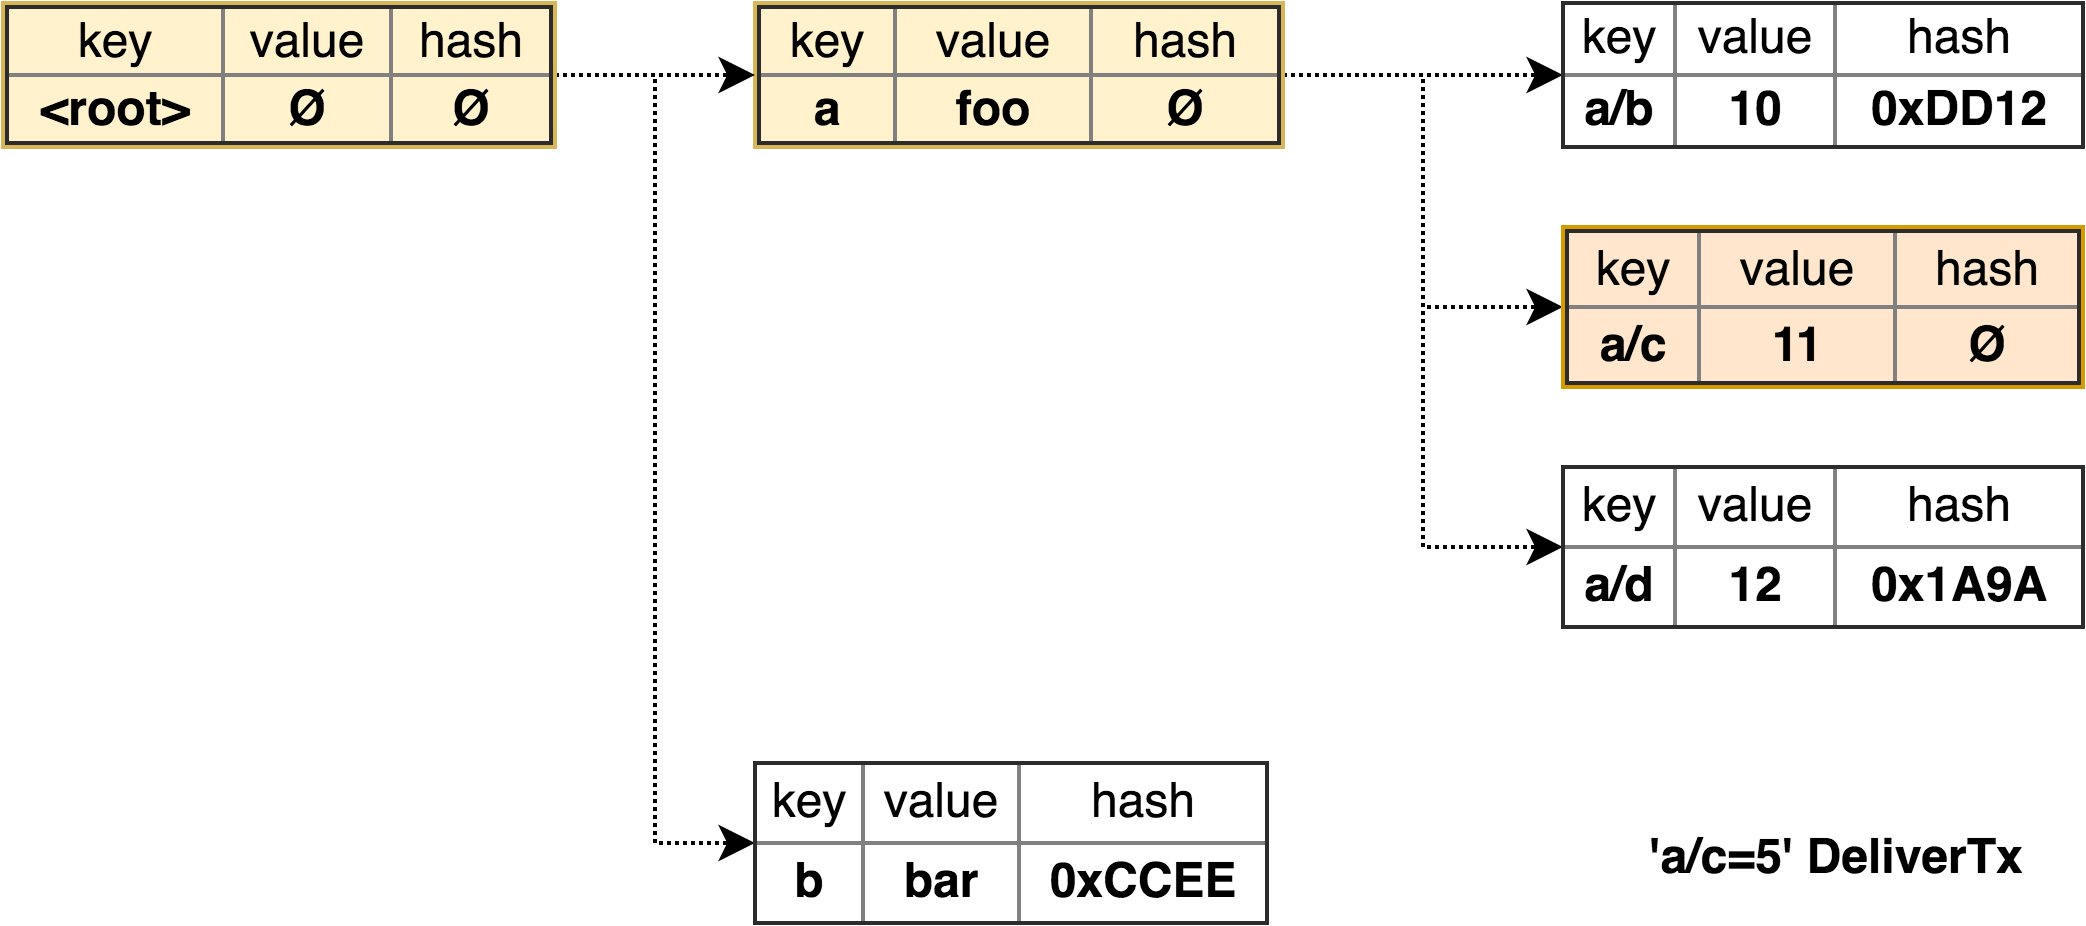 key value hash
<root> Ø Ø
key value hash
a foo Ø
key value hash
a/b 10 0xDD12
key value hash
a/c 11 Ø
key value hash
a/d 12 0x1A9A
key value hash
b bar 0xCCEE
'a/c=5' DeliverTx